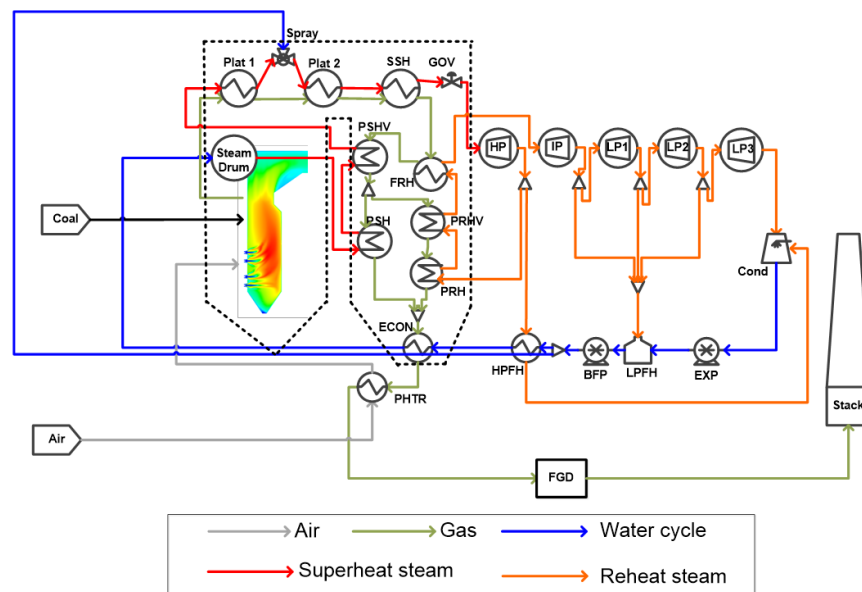 Spray
Plat 1
Plat 2
SSH
GOV
PSHV
HP
IP
LP1
LP2
LP3
Steam
Drum
FRH
Coal
PSH
PRHV
Cond
PRH
ECON
HPFH
BFP
LPFH
EXP
PHTR
Stack
Air
FGD
Air
Gas
Water cycle
Superheat steam
Reheat steam